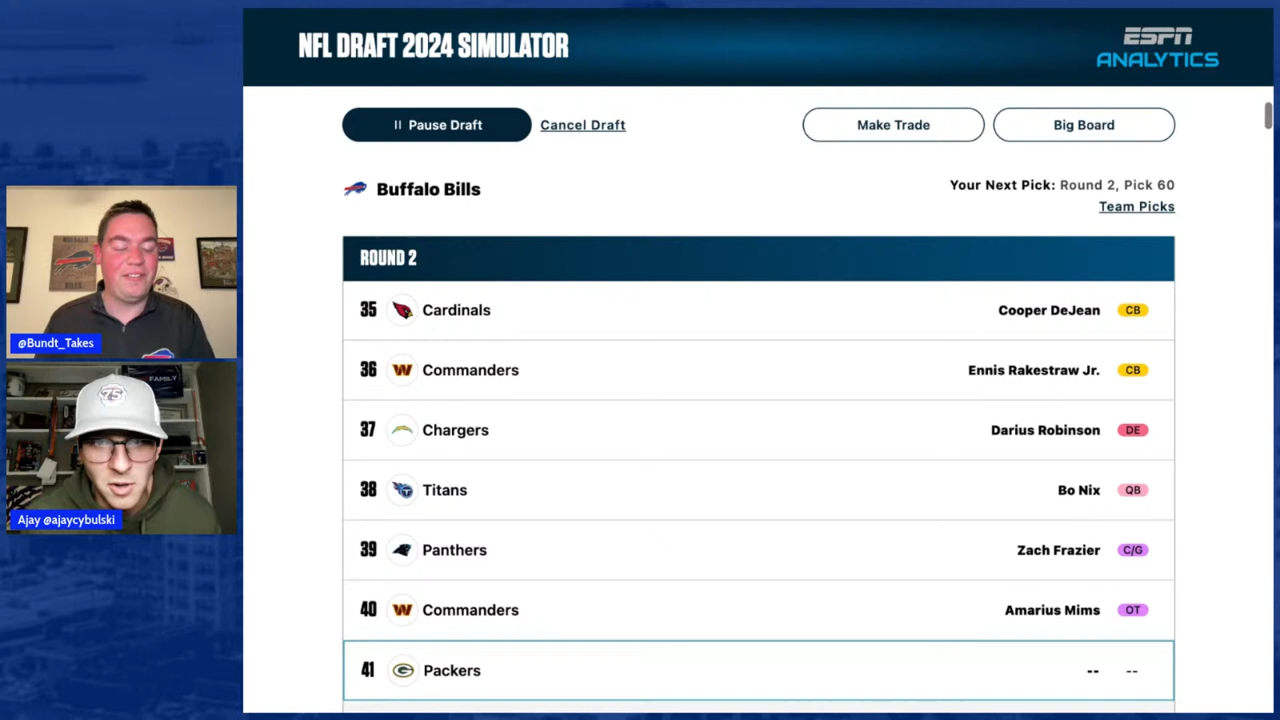 NFL DRAFT 2024 SIMULATOR
ESPN
ANALYTICS
Pause Draft
Cancel Draft
Make Trade
Big Board
Buffalo Bills
Your Next Pick: Round 2, Pick 60
Team Picks
ROUND 2
35 Cardinals Cooper DeJean CB
36 Commanders Ennis Rakestraw Jr. CB
37 Chargers Darius Robinson DE
38 Titans Bo Nix QB
39 Panthers Zach Frazier C/G
40 Commanders Amarius Mims OT
41 Packers -- --
BILLS
@Bundt_Takes
FAMILY
75
Ajay @ajaycybulski